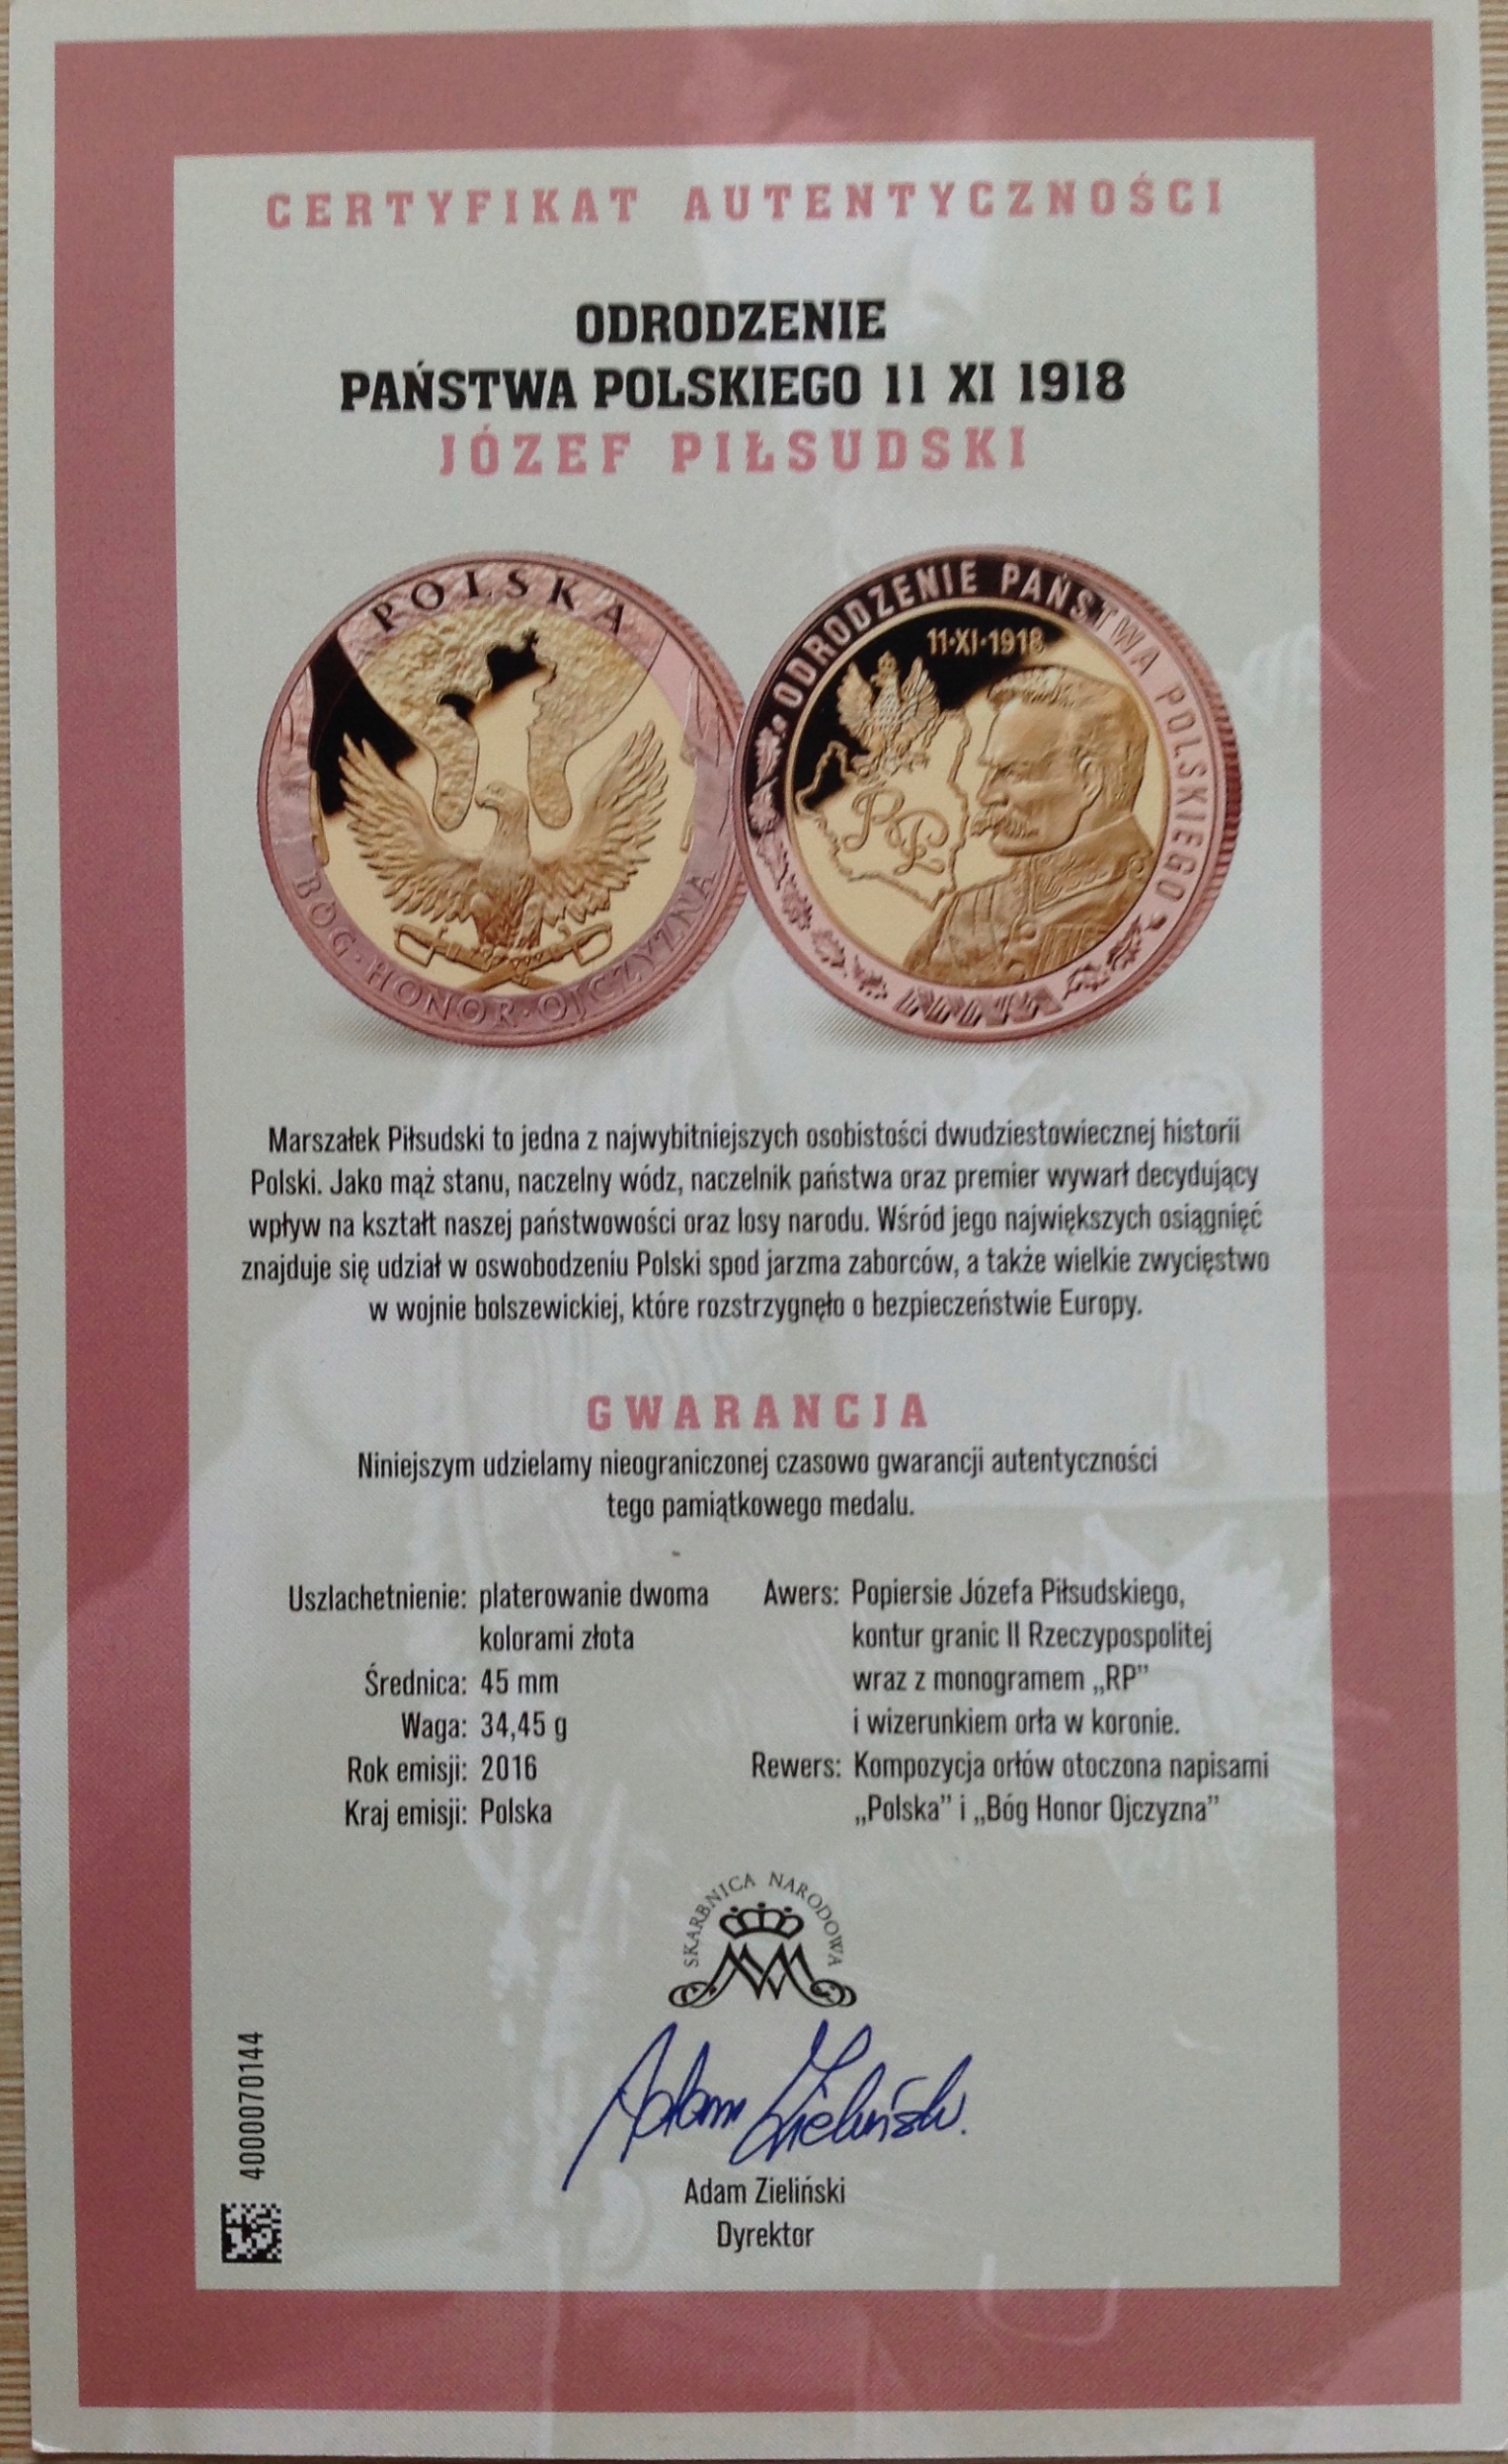 CERTYFIKAT AUTENTYCZNOŚCI
ODRODZENIE
PAŃSTWA POLSKIEGO 11 XI 1918
JÓZEF PIŁSUDSKI
POLSKA
BÓG·HONOR·OJCZYZNA
ODRODZENIE PAŃSTWA POLSKIEGO
11·XI·1918
RP
Marszałek Piłsudski to jedna z najwybitniejszych osobistości dwudziestowiecznej historii
Polski. Jako mąż stanu, naczelny wódz, naczelnik państwa oraz premier wywarł decydujący
wpływ na kształt naszej państwowości oraz losy narodu. Wśród jego największych osiągnięć
znajduje się udział w oswobodzeniu Polski spod jarzma zaborców, a także wielkie zwycięstwo
w wojnie bolszewickiej, które rozstrzygnęło o bezpieczeństwie Europy.
GWARANCJA
Niniejszym udzielamy nieograniczonej czasowo gwarancji autentyczności
tego pamiątkowego medalu.
Uszlachetnienie: platerowanie dwoma
kolorami złota
Średnica: 45 mm
Waga: 34,45 g
Rok emisji: 2016
Kraj emisji: Polska
Awers: Popiersie Józefa Piłsudskiego,
kontur granic II Rzeczypospolitej
wraz z monogramem „RP”
i wizerunkiem orła w koronie.
Rewers: Kompozycja orłów otoczona napisami
„Polska” i „Bóg Honor Ojczyzna”
SKARBNICA NARODOWA
Adam Zieliński
Adam Zieliński
Dyrektor
4000070144